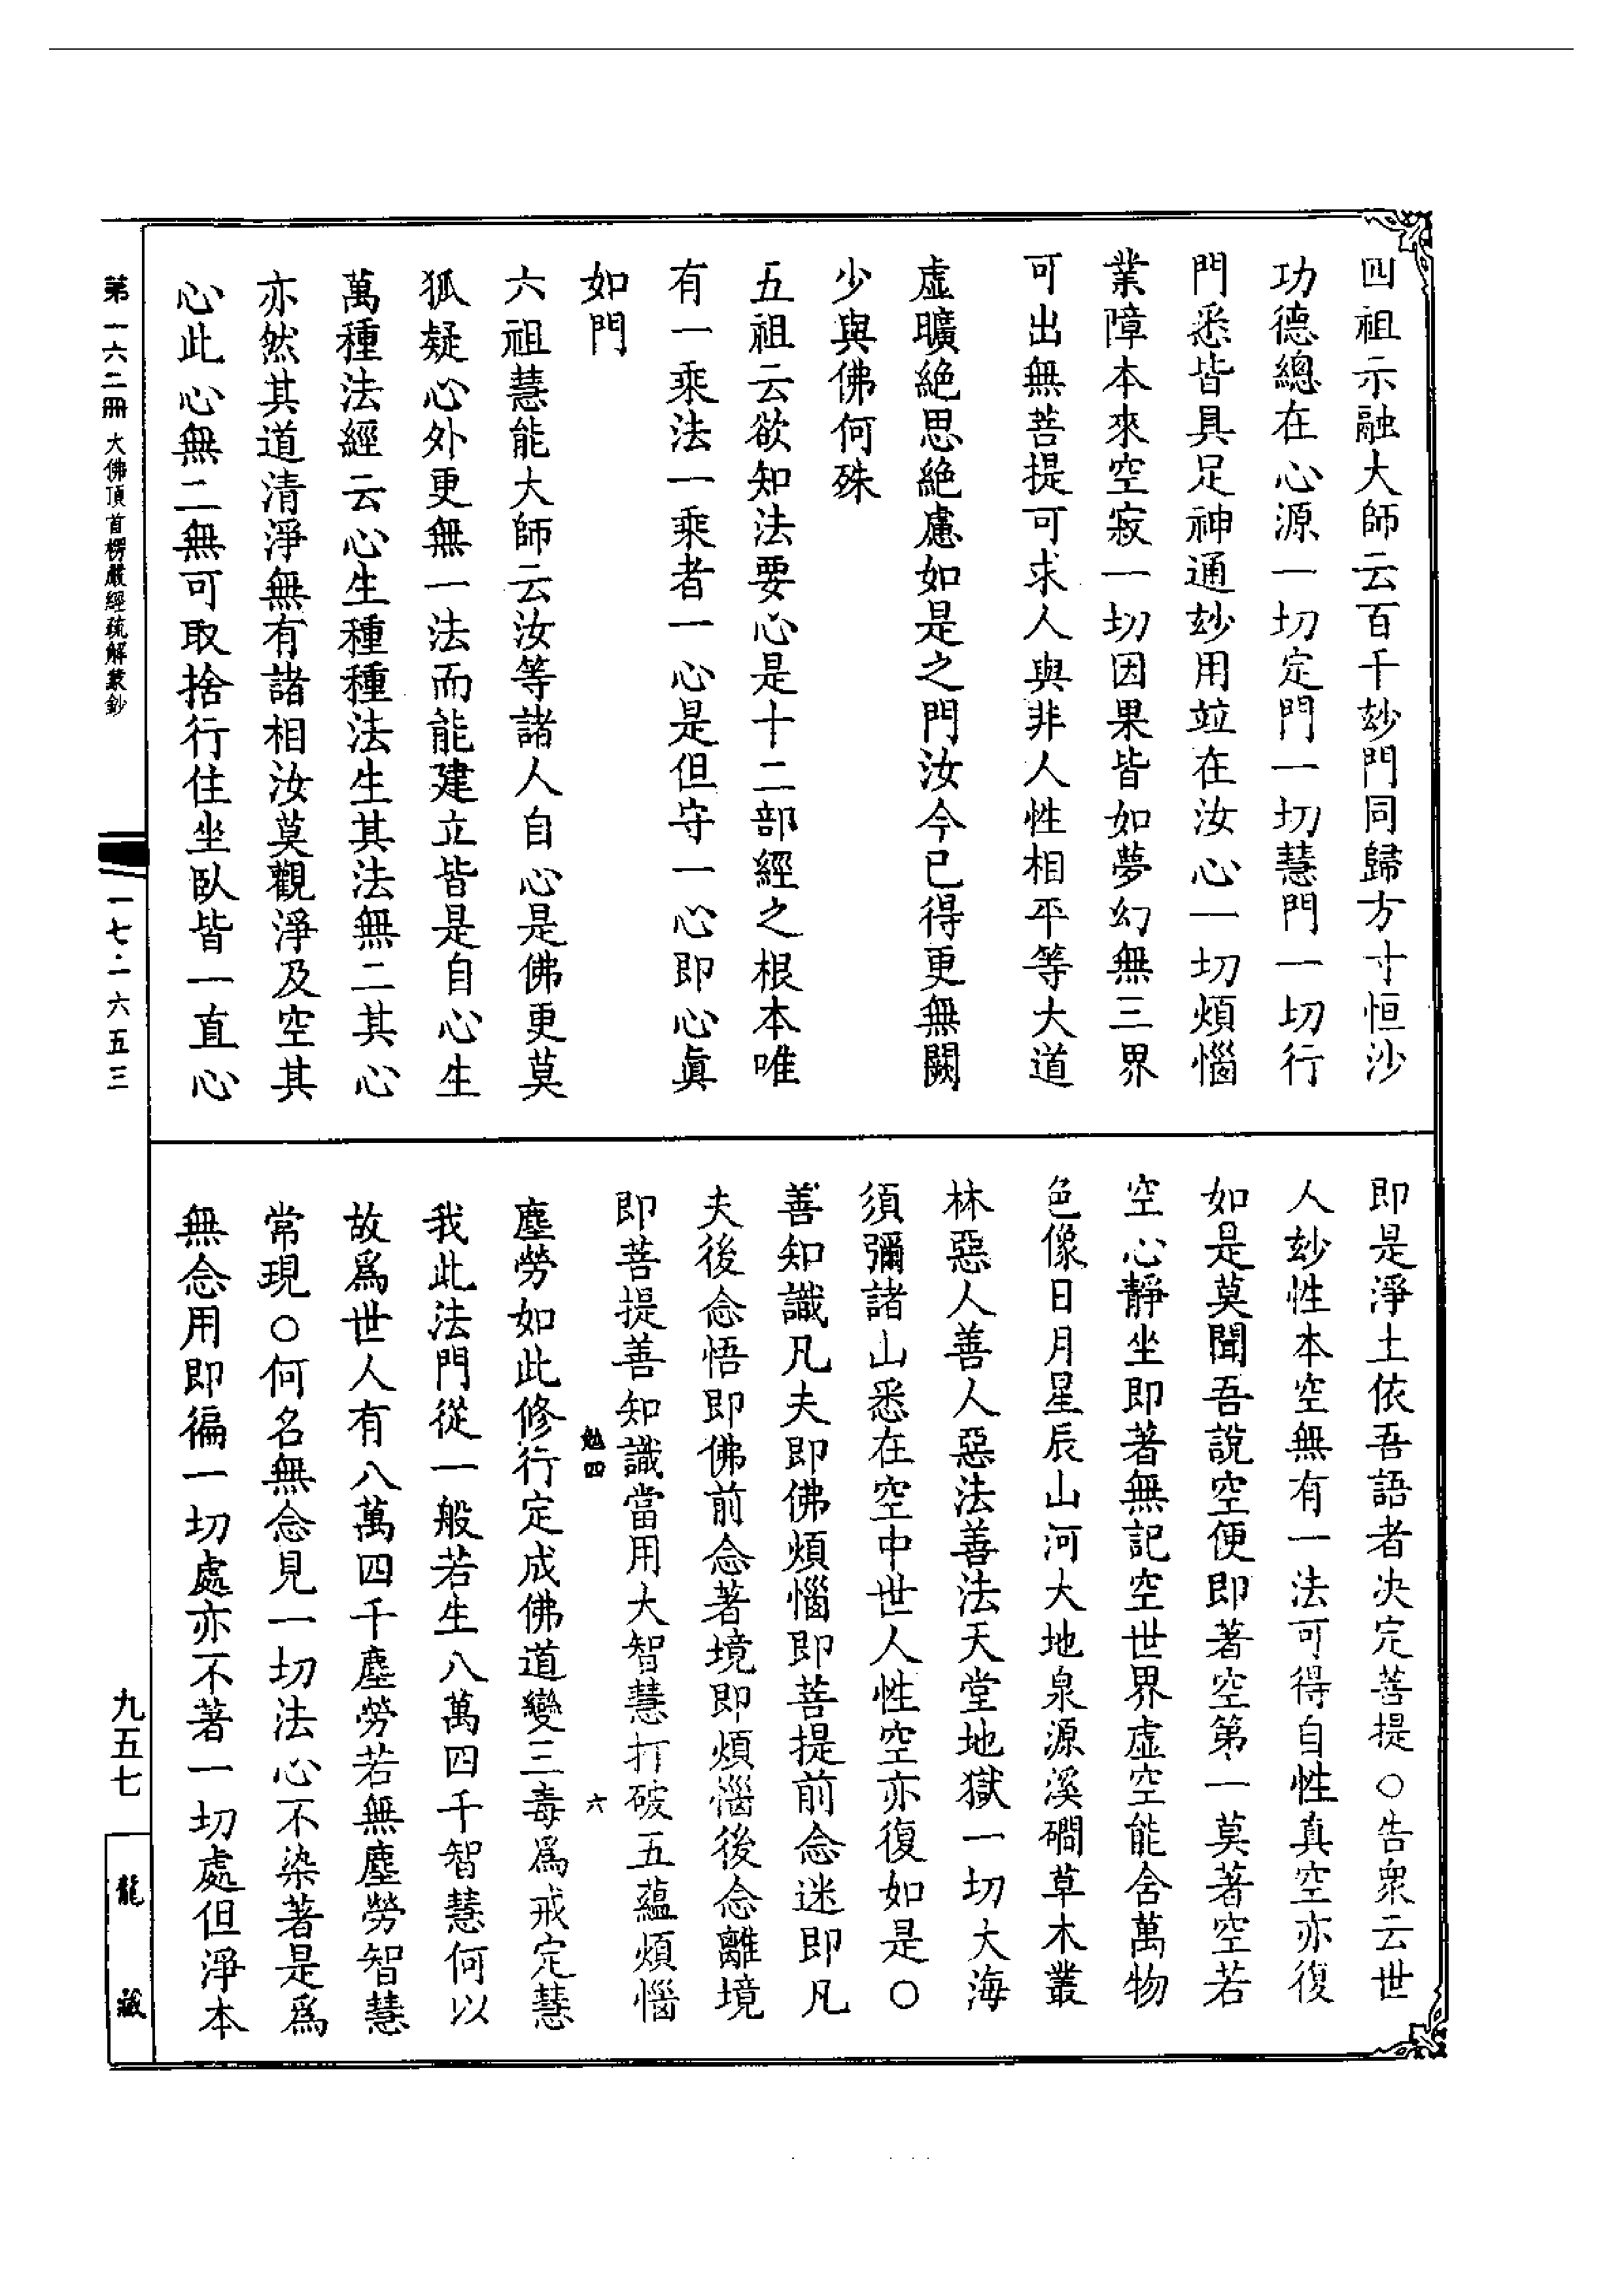 四祖示融大師云百千玅門同歸方寸恒沙
功德總在心源一切定門一切慧門一切行
門悉皆具足神通玅用竝在汝心一切煩惱
業障本來空寂一切因果皆如夢幻無三界
可出無菩提可求人與非人性相平等大道
虛曠絕思絕慮如是之門汝今已得更無闕
少與佛何殊
五祖云欲知法要心是十二部經之根本唯
有一乘法一乘者一心是但守一心即心眞
如門
六祖慧能大師云汝等諸人自心是佛更莫
狐疑心外更無一法而能建立皆是自心生
萬種法經云心生種種法生其法無二其心
亦然其道清淨無有諸相汝莫觀淨及空其
心此心無二無可取捨行住坐臥皆一直心
即是淨土依吾語者决定菩提○告衆云世
人玅性本空無有一法可得自性真空亦復
如是莫聞吾說空便即著空第一莫著空若
空心靜坐即著無記空世界虛空能含萬物
色像日月星辰山河大地泉源溪磵草木叢
林惡人善人惡法善法天堂地獄一切大海
須彌諸山悉在空中世人性空亦復如是○
善知識凡夫即佛煩惱即菩提前念迷即凡
夫後念悟即佛前念著境即煩惱後念離境
即菩提善知識當用大智慧打破五蘊煩惱
勉四 六
塵勞如此修行定成佛道變三毒爲戒定慧
我此法門從一般若生八萬四千智慧何以
故爲世人有八萬四千塵勞若無塵勞智慧
常現○何名無念見一切法心不染著是爲
無念用即徧一切處亦不著一切處但淨本
第一六二冊 大佛頂首楞嚴經疏解蒙鈔
一七·一六五三
九五七
龍藏